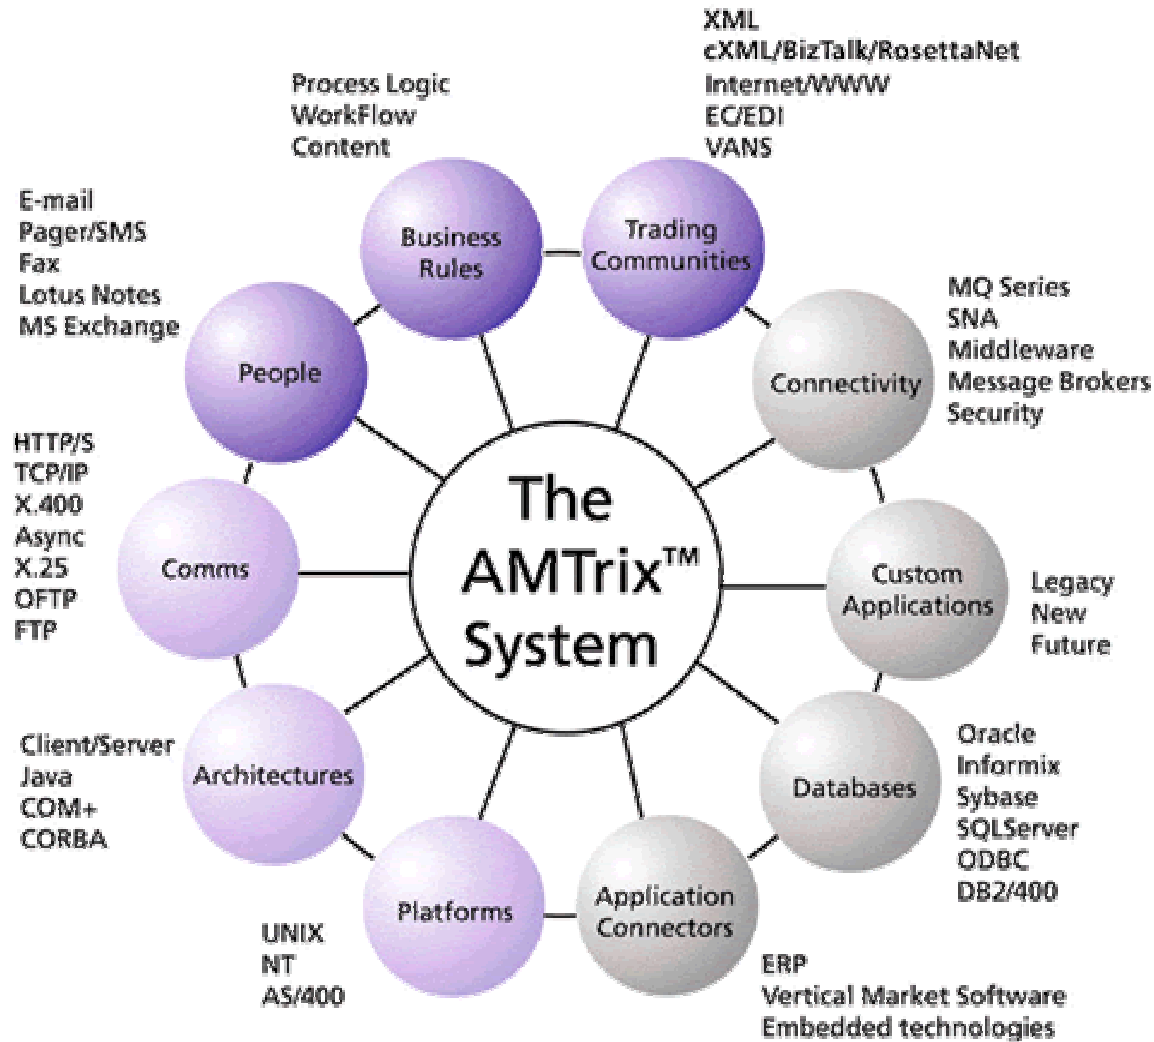 XML
cXML/BizTalk/RosettaNet
Internet/WWW
EC/EDI
VANS
Process Logic
WorkFlow
Content
E-mail
Pager/SMS
Fax
Lotus Notes
MS Exchange
Business
Rules
Trading
Communities
MQ Series
SNA
Middleware
Message Brokers
Security
People
Connectivity
HTTP/S
TCP/IP
X.400
Async
X.25
OFTP
FTP
The
AMTrix™
System
Comms
Custom
Applications
Legacy
New
Future
Client/Server
Java
COM+
CORBA
Architectures
Databases
Oracle
Informix
Sybase
SQLServer
ODBC
DB2/400
Platforms
Application
Connectors
UNIX
NT
AS/400
ERP
Vertical Market Software
Embedded technologies